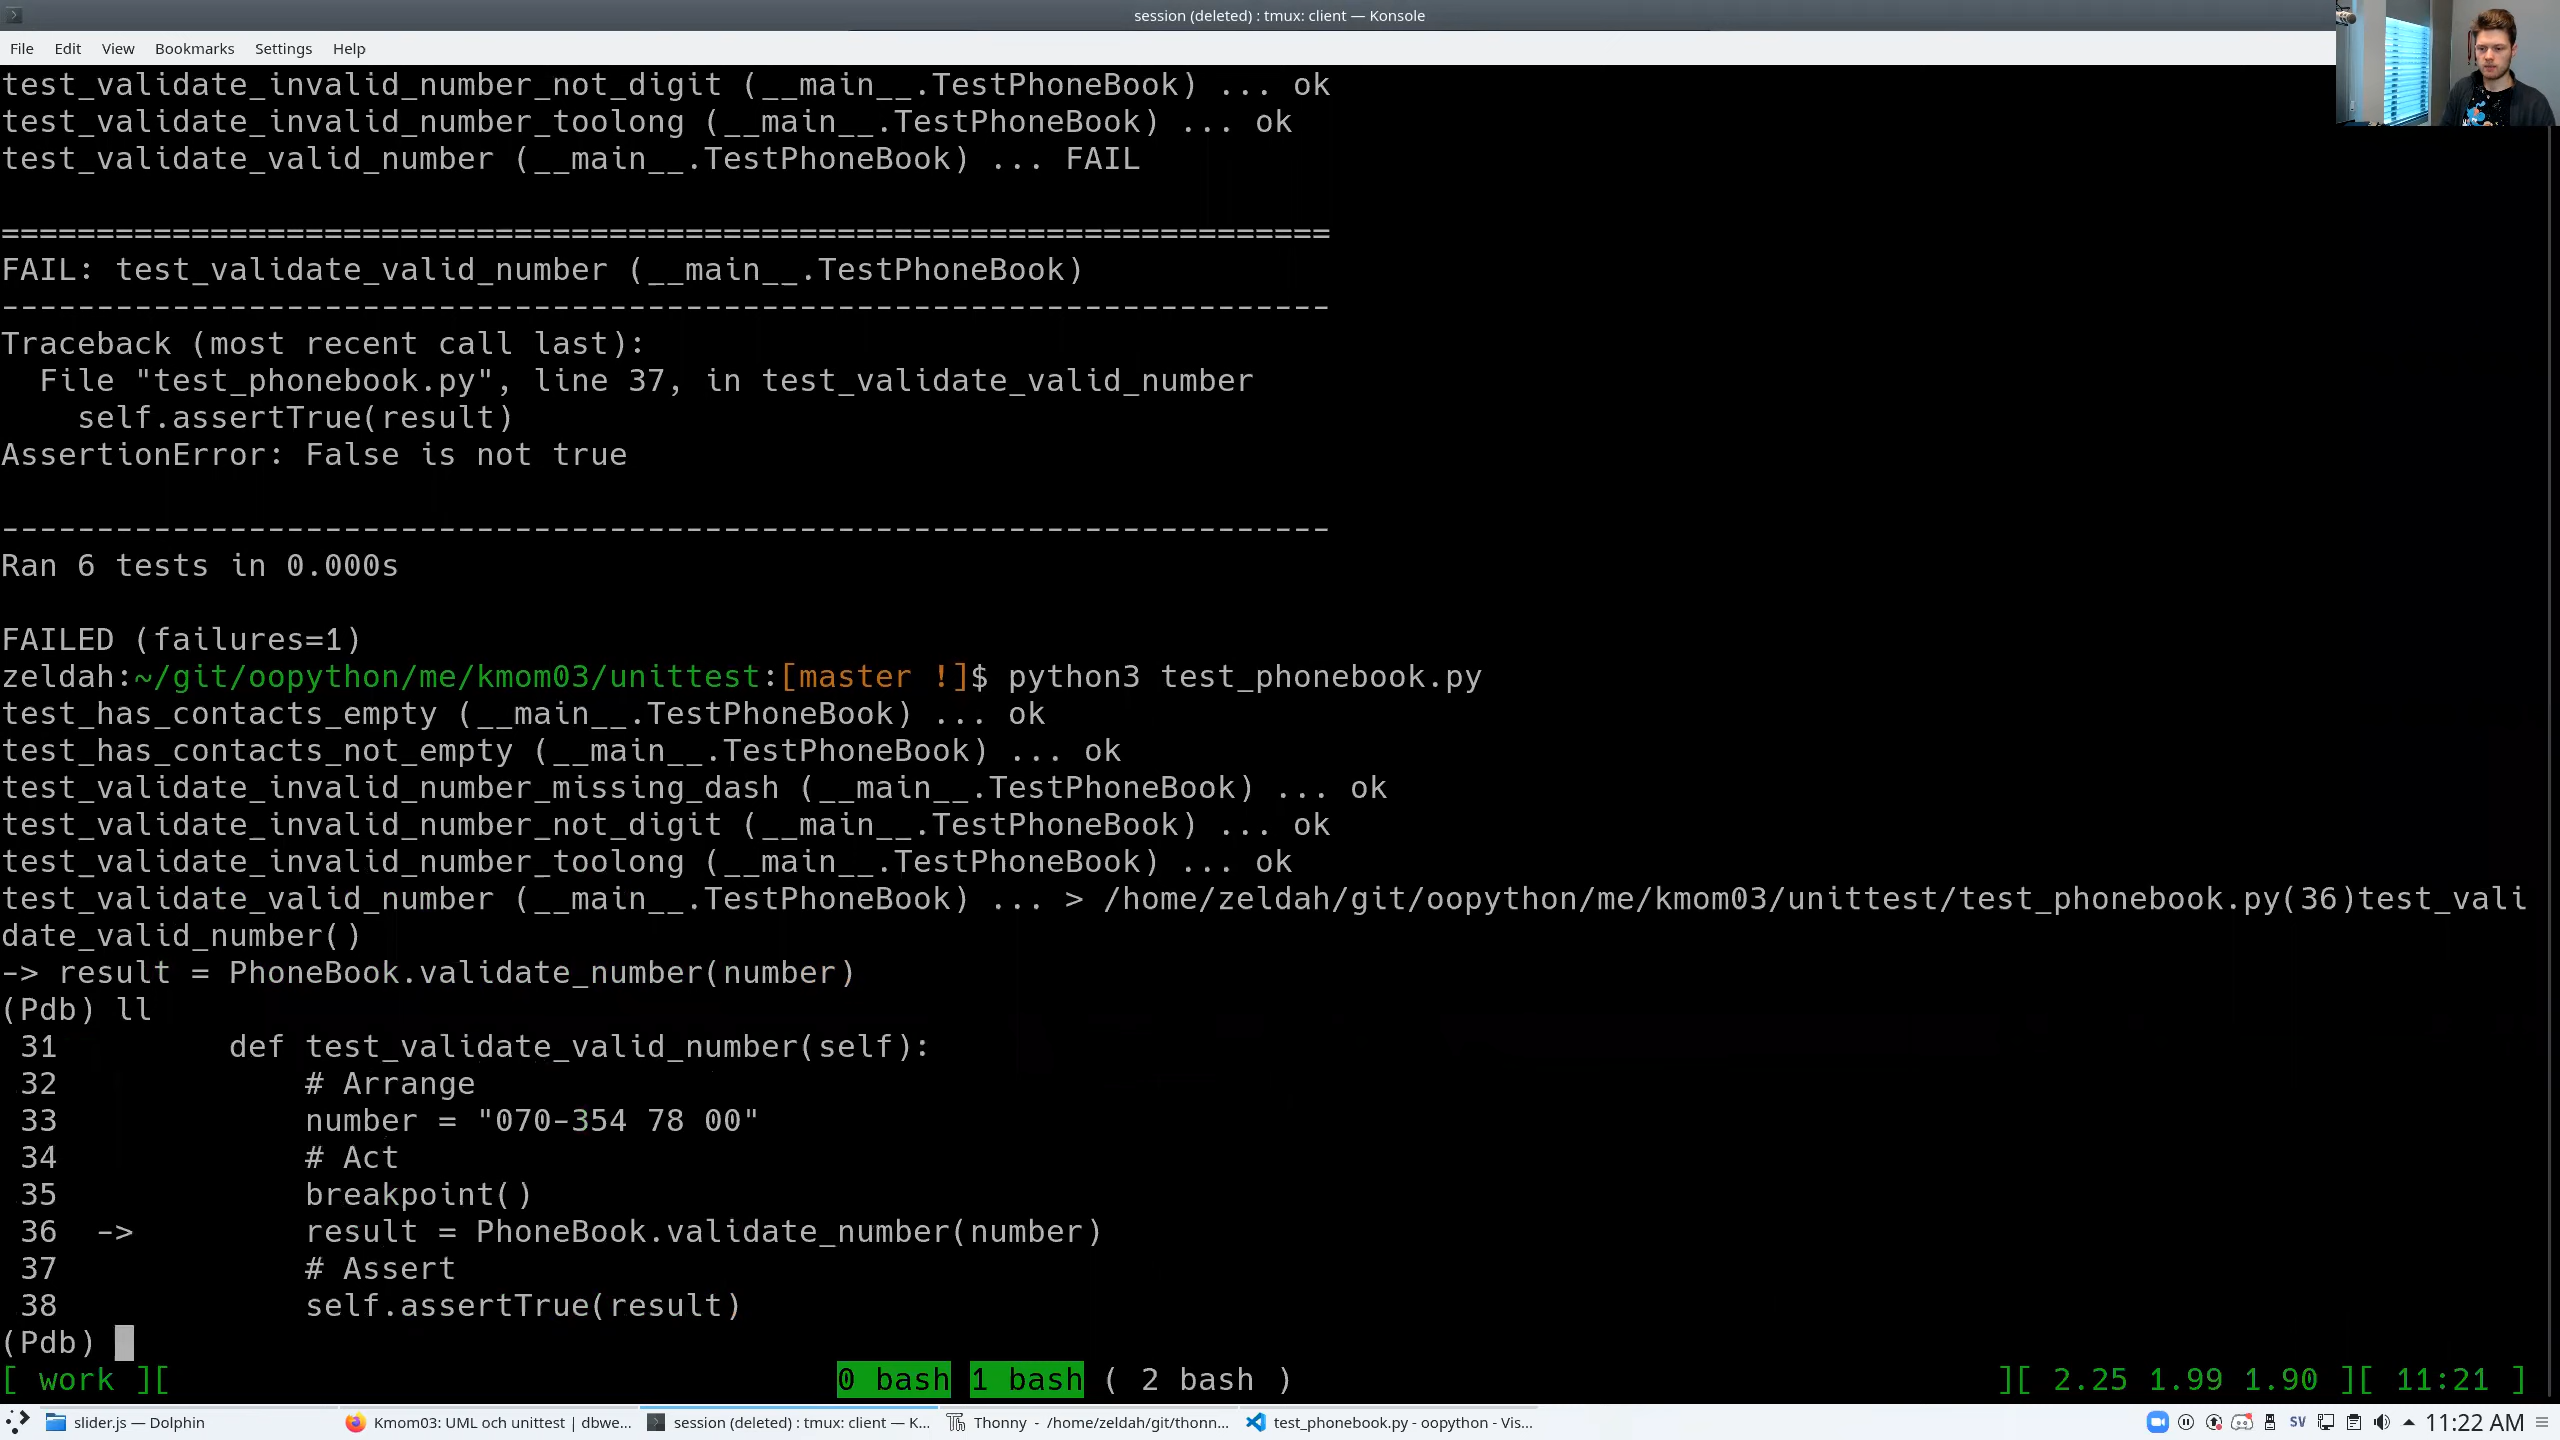 session (deleted) : tmux: client — Konsole
File Edit View Bookmarks Settings Help
test_validate_invalid_number_not_digit (__main__.TestPhoneBook) ... ok
test_validate_invalid_number_toolong (__main__.TestPhoneBook) ... ok
test_validate_valid_number (__main__.TestPhoneBook) ... FAIL
======================================================================
FAIL: test_validate_valid_number (__main__.TestPhoneBook)
----------------------------------------------------------------------
Traceback (most recent call last):
  File "test_phonebook.py", line 37, in test_validate_valid_number
    self.assertTrue(result)
AssertionError: False is not true
----------------------------------------------------------------------
Ran 6 tests in 0.000s
FAILED (failures=1)
zeldah:~/git/oopython/me/kmom03/unittest:[master !]$ python3 test_phonebook.py
test_has_contacts_empty (__main__.TestPhoneBook) ... ok
test_has_contacts_not_empty (__main__.TestPhoneBook) ... ok
test_validate_invalid_number_missing_dash (__main__.TestPhoneBook) ... ok
test_validate_invalid_number_not_digit (__main__.TestPhoneBook) ... ok
test_validate_invalid_number_toolong (__main__.TestPhoneBook) ... ok
test_validate_valid_number (__main__.TestPhoneBook) ... > /home/zeldah/git/oopython/me/kmom03/unittest/test_phonebook.py(36)test_vali
date_valid_number()
-> result = PhoneBook.validate_number(number)
(Pdb) ll
 31         def test_validate_valid_number(self):
 32             # Arrange
 33             number = "070-354 78 00"
 34             # Act
 35             breakpoint()
 36  ->         result = PhoneBook.validate_number(number)
 37             # Assert
 38             self.assertTrue(result)
(Pdb)
[ work ][ 0 bash 1 bash ( 2 bash ) ][ 2.25 1.99 1.90 ][ 11:21 ]
slider.js — Dolphin Kmom03: UML och unittest | dbwe... session (deleted) : tmux: client — K... Thonny - /home/zeldah/git/thonn... test_phonebook.py - oopython - Vis... SV 11:22 AM